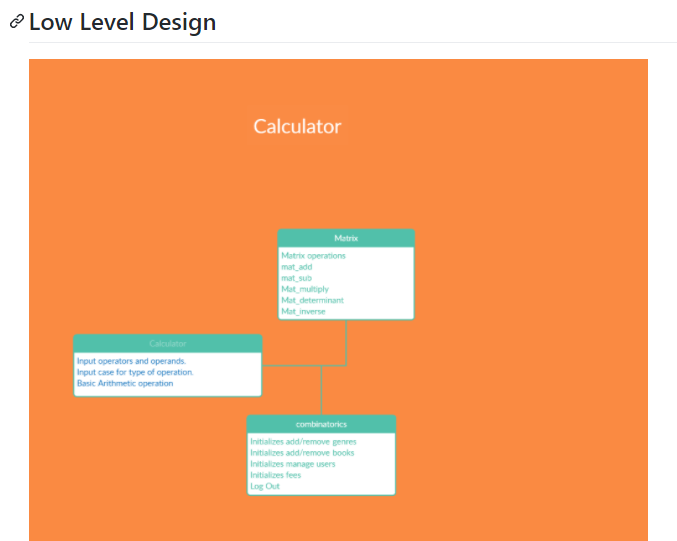 Low Level Design
Calculator
Matrix
Matrix operations
mat_add
mat_sub
Mat_multiply
Mat_determinant
Mat_inverse
Calculator
Input operators and operands.
Input case for type of operation.
Basic Arithmetic operation
combinatorics
Initializes add/remove genres
Initializes add/remove books
Initializes manage users
Initializes fees
Log Out